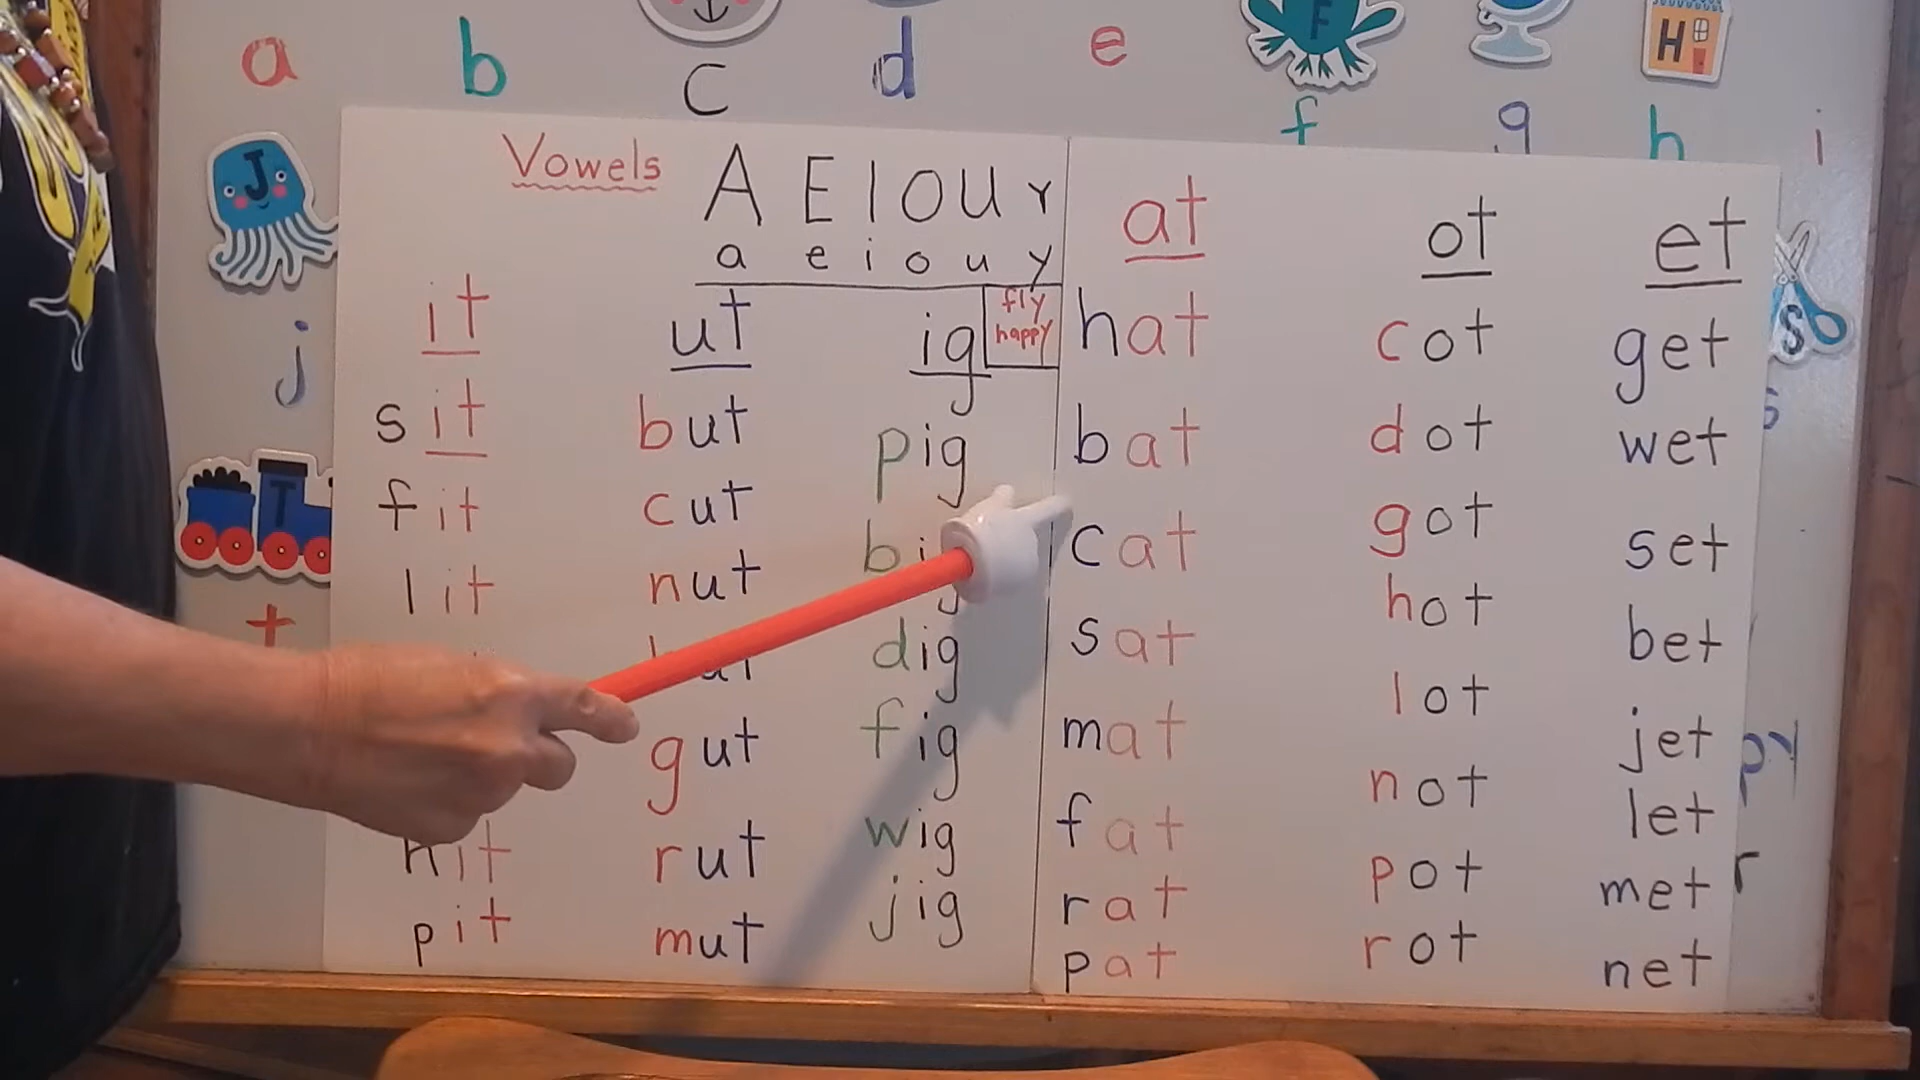 a b C d e
f g h i
F
H
J
j
T
t
S
s
r
Vowels A E I O U Y
a e i o u y
fly
happy
it
sit
fit
lit
pit
ut
but
cut
nut
gut
rut
mut
ig
pig
dig
fig
wig
jig
at
hat
bat
cat
sat
mat
fat
rat
pat
ot
cot
dot
got
hot
lot
not
pot
rot
et
get
wet
set
bet
jet
let
met
net